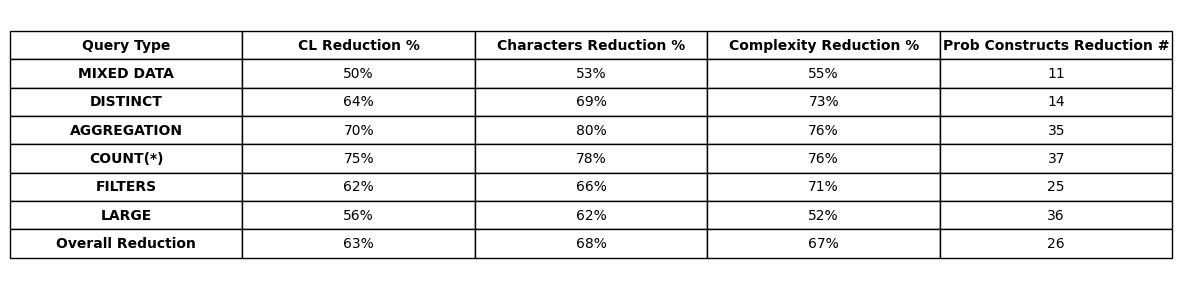 Query Type CL Reduction % Characters Reduction % Complexity Reduction % Prob Constructs Reduction #
MIXED DATA 50% 53% 55% 11
DISTINCT 64% 69% 73% 14
AGGREGATION 70% 80% 76% 35
COUNT(*) 75% 78% 76% 37
FILTERS 62% 66% 71% 25
LARGE 56% 62% 52% 36
Overall Reduction 63% 68% 67% 26